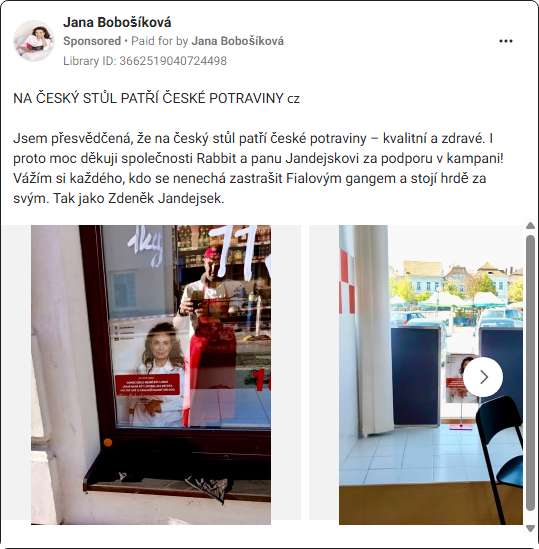 Jana Bobošíková
Sponsored • Paid for by Jana Bobošíková
Library ID: 3662519040724498
NA ČESKÝ STŮL PATŘÍ ČESKÉ POTRAVINY cz
Jsem přesvědčená, že na český stůl patří české potraviny – kvalitní a zdravé. I
proto moc děkuji společnosti Rabbit a panu Jandejskovi za podporu v kampani!
Vážím si každého, kdo se nenechá zastrašit Fialovým gangem a stojí hrdě za
svým. Tak jako Zdeněk Jandejsek.